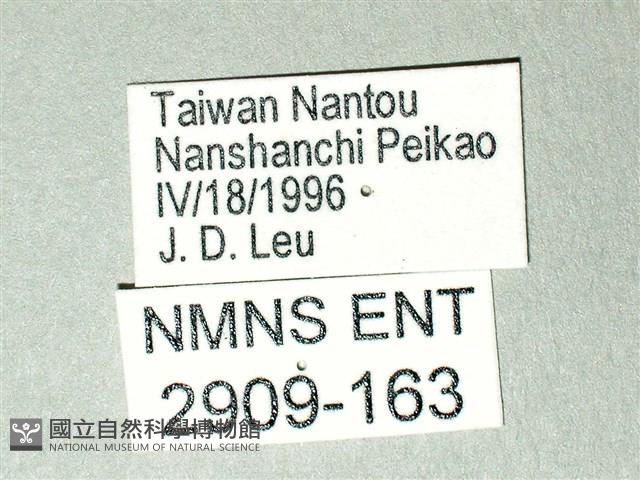 Taiwan Nantou
Nanshanchi Peikao
IV/18/1996
J. D. Leu
NMNS ENT
2909-163
國立自然科學博物館
NATIONAL MUSEUM OF NATURAL SCIENCE